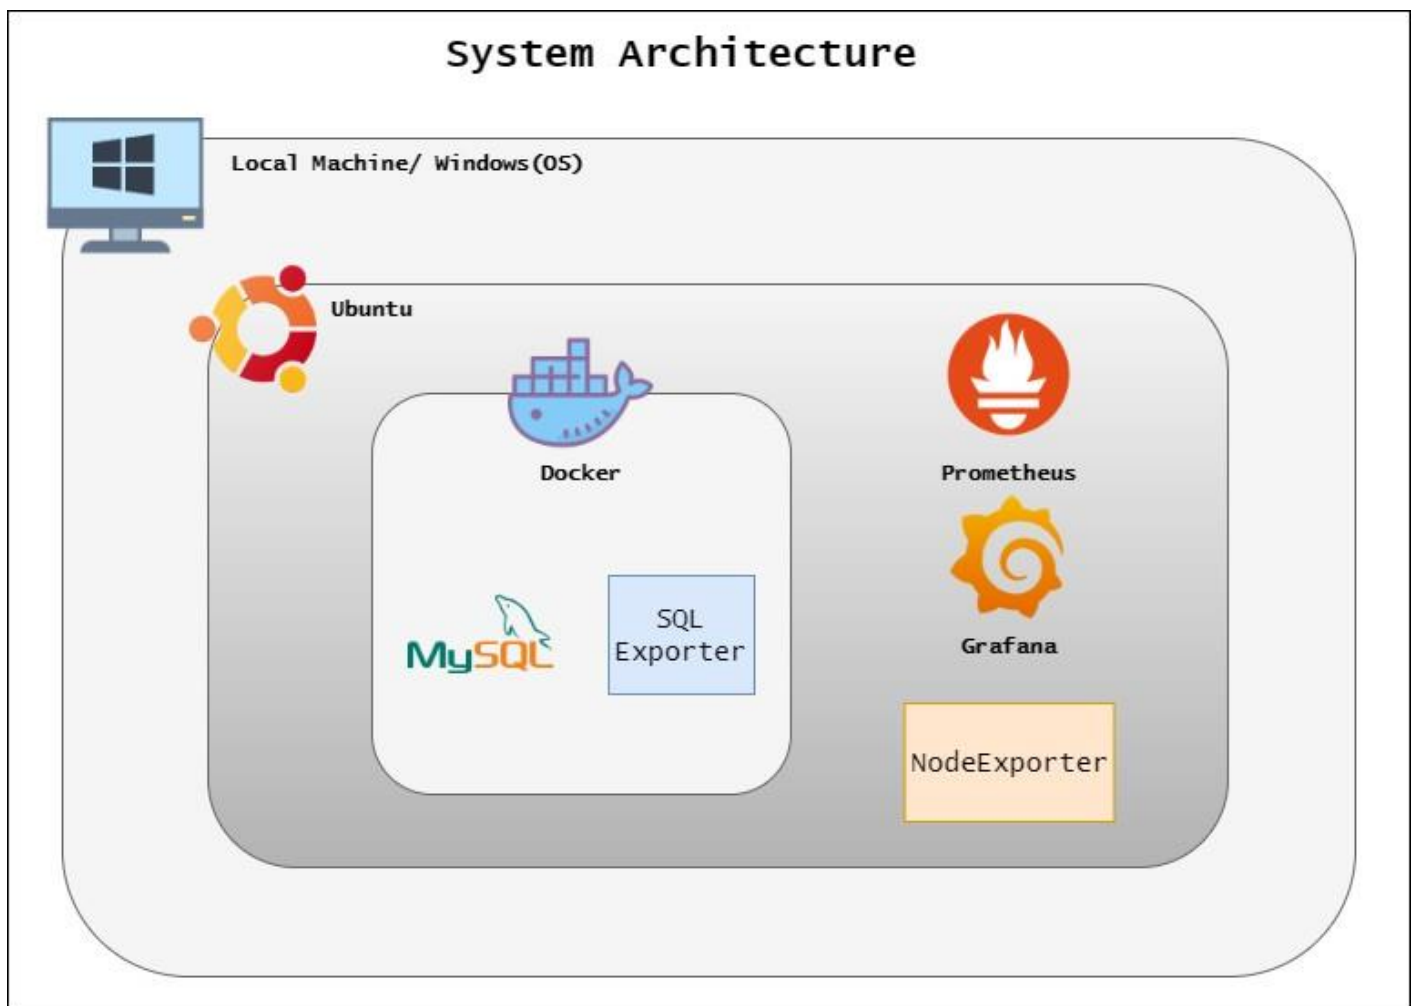 System Architecture
Local Machine/ Windows(OS)
Ubuntu
Docker
Prometheus
MySQL
SQL
Exporter
Grafana
NodeExporter